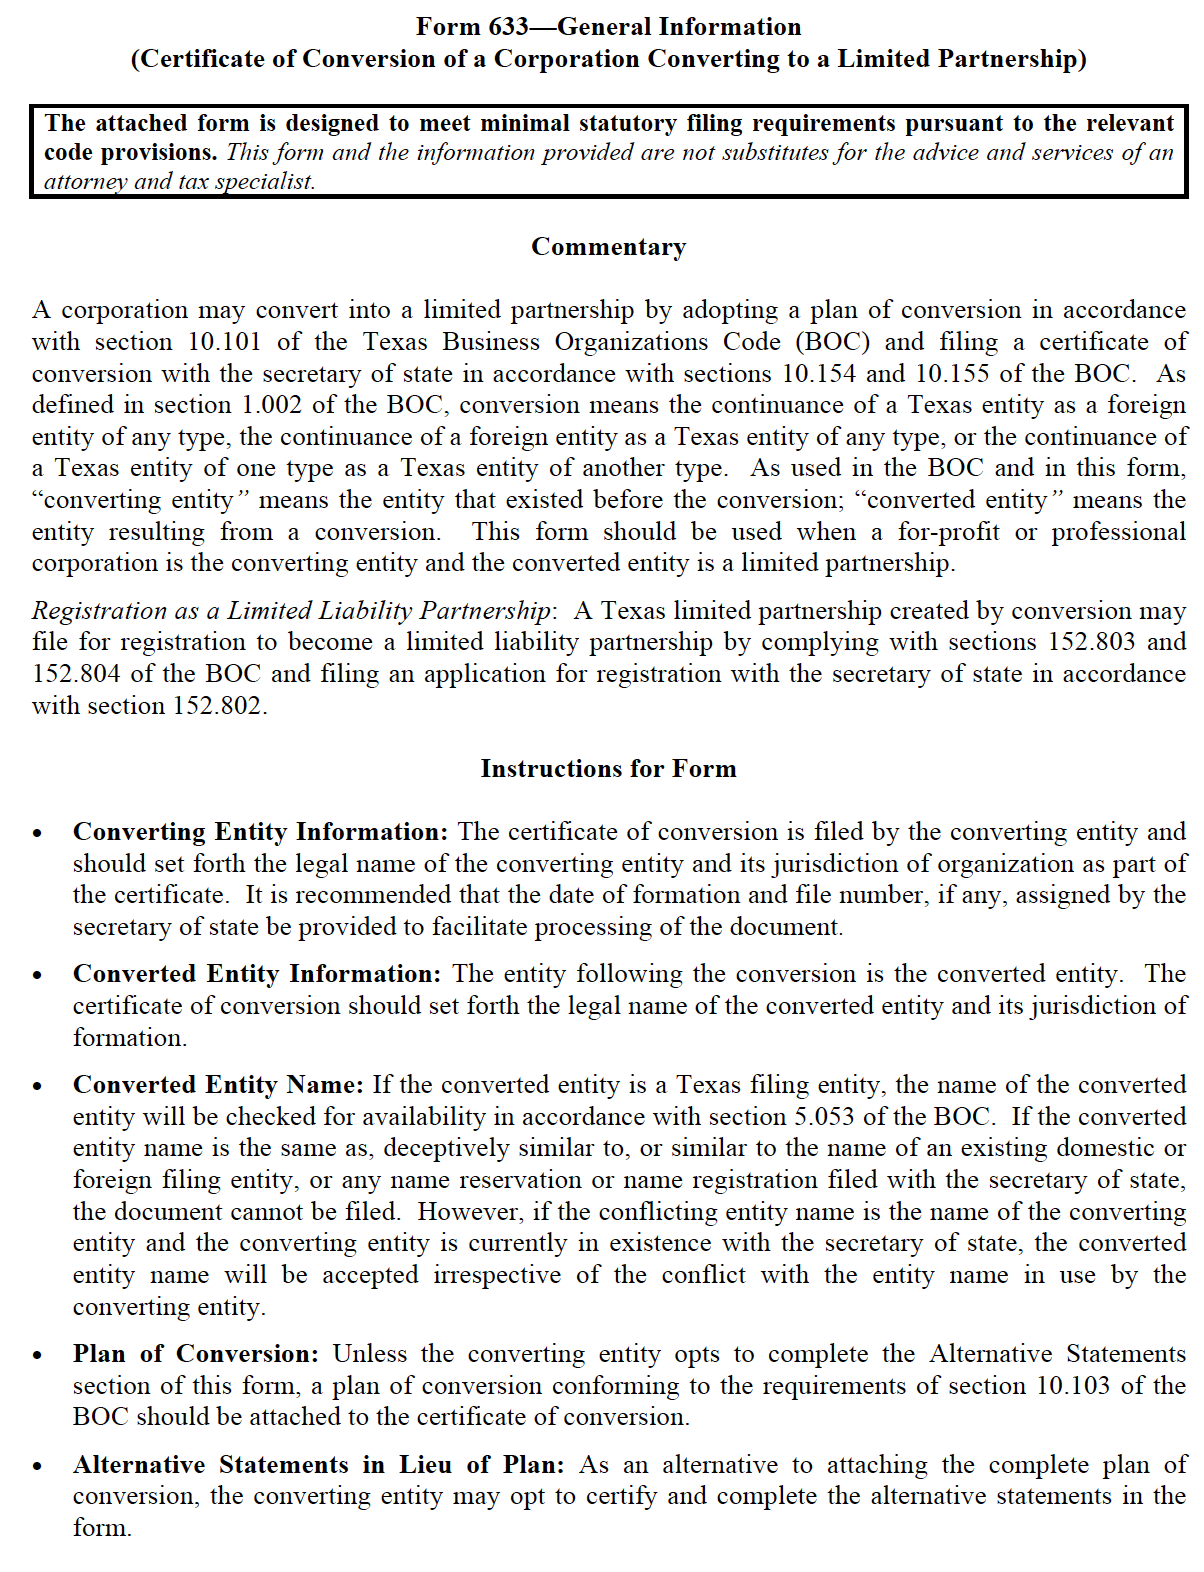 Form 633—General Information
(Certificate of Conversion of a Corporation Converting to a Limited Partnership)
The attached form is designed to meet minimal statutory filing requirements pursuant to the relevant
code provisions. This form and the information provided are not substitutes for the advice and services of an
attorney and tax specialist.
Commentary
A corporation may convert into a limited partnership by adopting a plan of conversion in accordance
with section 10.101 of the Texas Business Organizations Code (BOC) and filing a certificate of
conversion with the secretary of state in accordance with sections 10.154 and 10.155 of the BOC. As
defined in section 1.002 of the BOC, conversion means the continuance of a Texas entity as a foreign
entity of any type, the continuance of a foreign entity as a Texas entity of any type, or the continuance of
a Texas entity of one type as a Texas entity of another type. As used in the BOC and in this form,
“converting entity” means the entity that existed before the conversion; “converted entity” means the
entity resulting from a conversion. This form should be used when a for-profit or professional
corporation is the converting entity and the converted entity is a limited partnership.
Registration as a Limited Liability Partnership: A Texas limited partnership created by conversion may
file for registration to become a limited liability partnership by complying with sections 152.803 and
152.804 of the BOC and filing an application for registration with the secretary of state in accordance
with section 152.802.
Instructions for Form
• Converting Entity Information: The certificate of conversion is filed by the converting entity and
should set forth the legal name of the converting entity and its jurisdiction of organization as part of
the certificate. It is recommended that the date of formation and file number, if any, assigned by the
secretary of state be provided to facilitate processing of the document.
• Converted Entity Information: The entity following the conversion is the converted entity. The
certificate of conversion should set forth the legal name of the converted entity and its jurisdiction of
formation.
• Converted Entity Name: If the converted entity is a Texas filing entity, the name of the converted
entity will be checked for availability in accordance with section 5.053 of the BOC. If the converted
entity name is the same as, deceptively similar to, or similar to the name of an existing domestic or
foreign filing entity, or any name reservation or name registration filed with the secretary of state,
the document cannot be filed. However, if the conflicting entity name is the name of the converting
entity and the converting entity is currently in existence with the secretary of state, the converted
entity name will be accepted irrespective of the conflict with the entity name in use by the
converting entity.
• Plan of Conversion: Unless the converting entity opts to complete the Alternative Statements
section of this form, a plan of conversion conforming to the requirements of section 10.103 of the
BOC should be attached to the certificate of conversion.
• Alternative Statements in Lieu of Plan: As an alternative to attaching the complete plan of
conversion, the converting entity may opt to certify and complete the alternative statements in the
form.